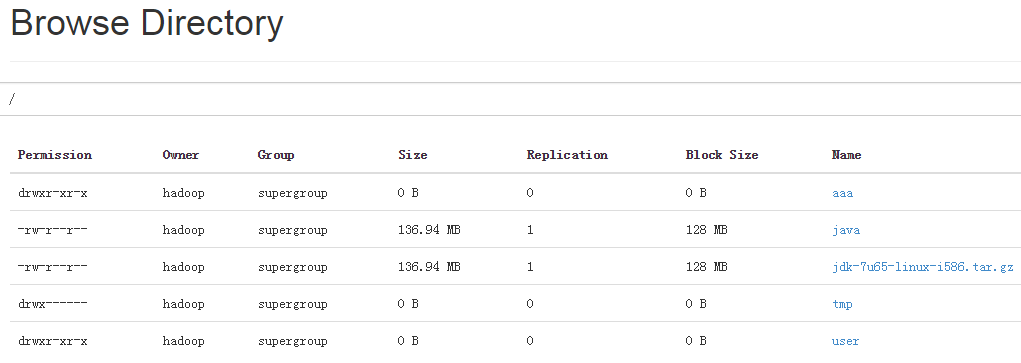 Browse Directory
/
Permission Owner Group Size Replication Block Size Name
drwxr-xr-x hadoop supergroup 0 B 0 0 B aaa
-rw-r--r-- hadoop supergroup 136.94 MB 1 128 MB java
-rw-r--r-- hadoop supergroup 136.94 MB 1 128 MB jdk-7u65-linux-i586.tar.gz
drwx------ hadoop supergroup 0 B 0 0 B tmp
drwxr-xr-x hadoop supergroup 0 B 0 0 B user